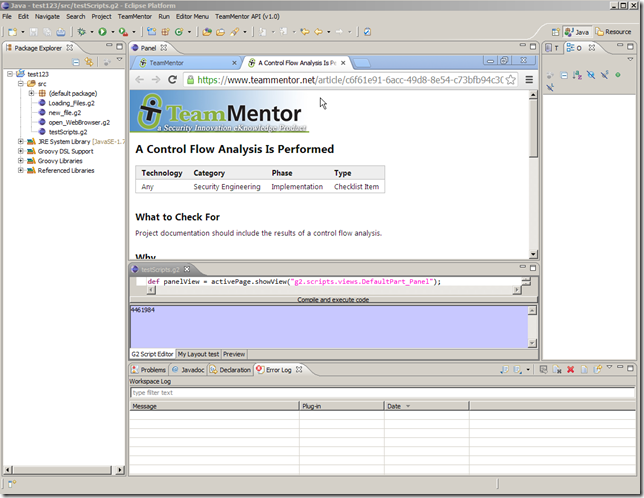 Java - test123/src/testScripts.g2 - Eclipse Platform
File Edit Navigate Search Project TeamMentor Run Editor Menu TeamMentor API (v1.0)
Java Resource
Package Explorer
test123
src
(default package)
Loading_Files.g2
new_file.g2
open_WebBrowser.g2
testScripts.g2
JRE System Library [JavaSE-1.7
Groovy DSL Support
Groovy Libraries
Referenced Libraries
Panel
TeamMentor
A Control Flow Analysis Is Pe
https://www.teammentor.net/article/c6f61e91-6acc-49d8-8e54-c73bfb94c30
TeamMentor
a Security Innovation eKnowledge Product
A Control Flow Analysis Is Performed
Technology Category Phase Type
Any Security Engineering Implementation Checklist Item
What to Check For
Project documentation should include the results of a control flow analysis.
Why
testScripts.g2
def panelView = activePage.showView("g2.scripts.views.DefaultPart_Panel");
Compile and execute code
4461984
G2 Script Editor My Layout test Preview
Problems Javadoc Declaration Error Log
Workspace Log
type filter text
Message Plug-in Date
T O